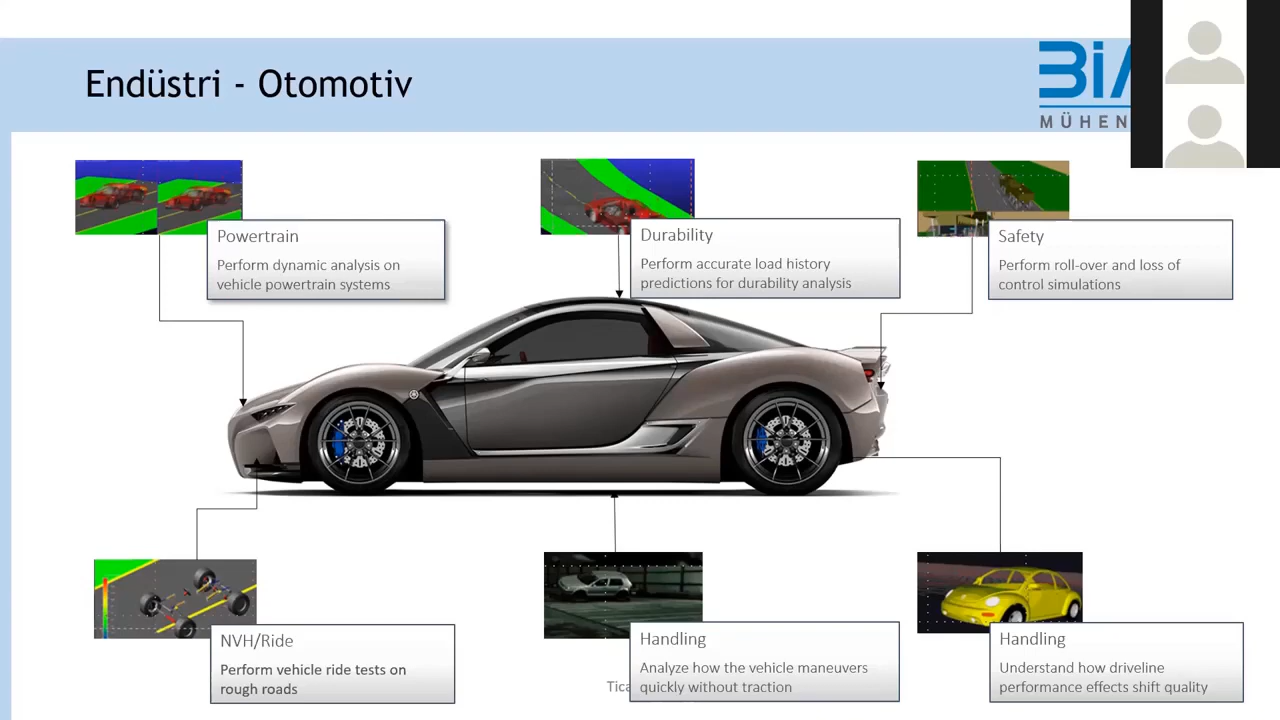 Endüstri - Otomotiv
Powertrain
Perform dynamic analysis on
vehicle powertrain systems
Durability
Perform accurate load history
predictions for durability analysis
Safety
Perform roll-over and loss of
control simulations
NVH/Ride
Perform vehicle ride tests on
rough roads
Handling
Analyze how the vehicle maneuvers
quickly without traction
Handling
Understand how driveline
performance effects shift quality